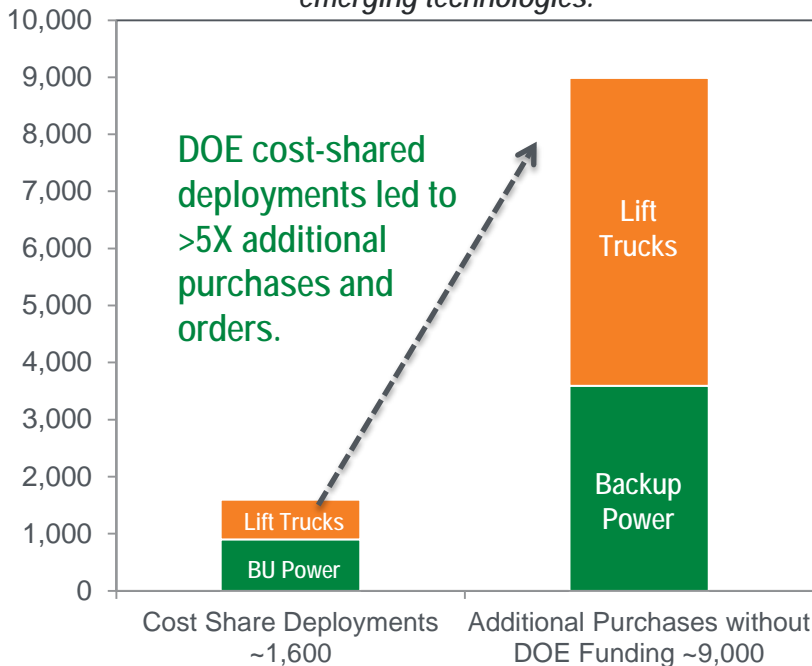 emerging technologies.
10,000
9,000
8,000
7,000
6,000
5,000
4,000
3,000
2,000
1,000
0
DOE cost-shared
deployments led to
>5X additional
purchases and
orders.
Lift
Trucks
Backup
Power
Lift Trucks
BU Power
Cost Share Deployments
~1,600
Additional Purchases without
DOE Funding ~9,000